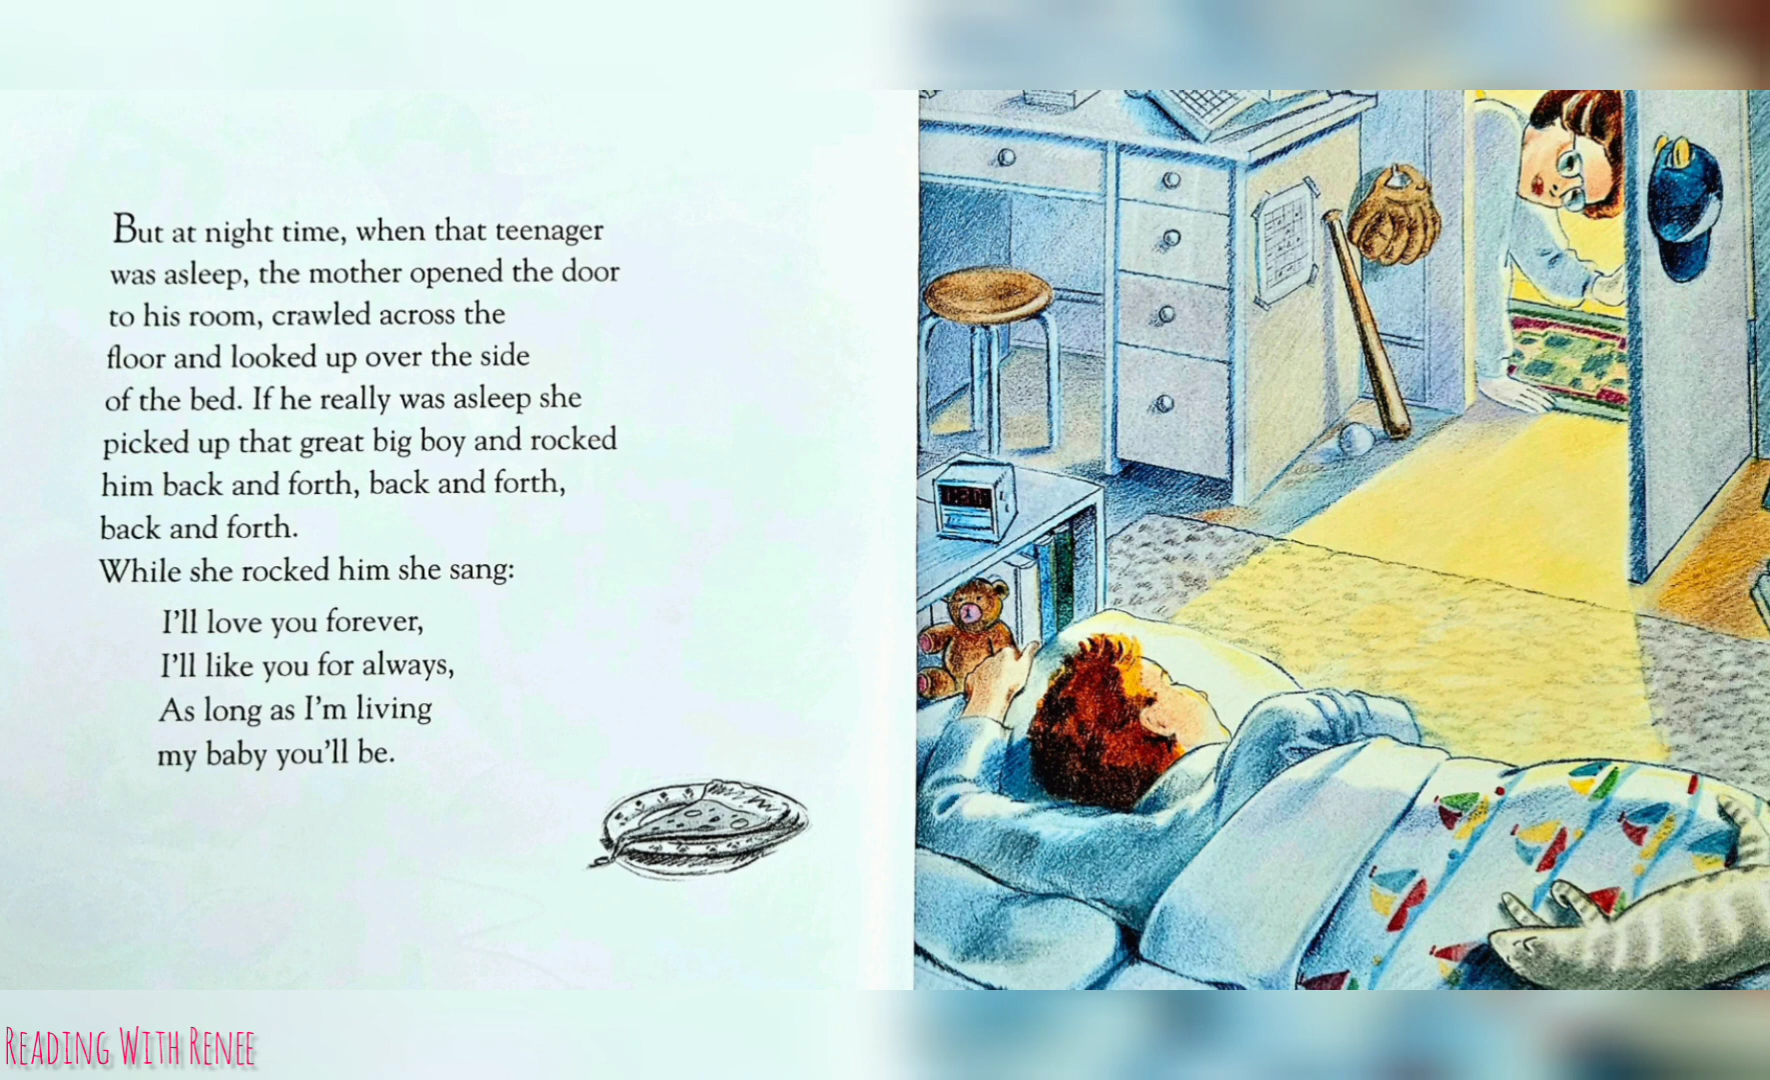 But at night time, when that teenager
was asleep, the mother opened the door
to his room, crawled across the
floor and looked up over the side
of the bed. If he really was asleep she
picked up that great big boy and rocked
him back and forth, back and forth,
back and forth.
While she rocked him she sang:
I'll love you forever,
I'll like you for always,
As long as I'm living
my baby you'll be.
Reading With Renee